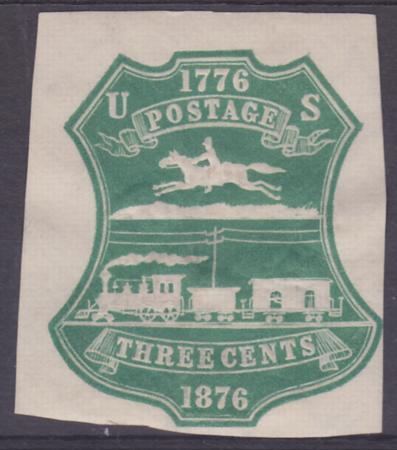 1776
U S
POSTAGE
THREE CENTS
1876